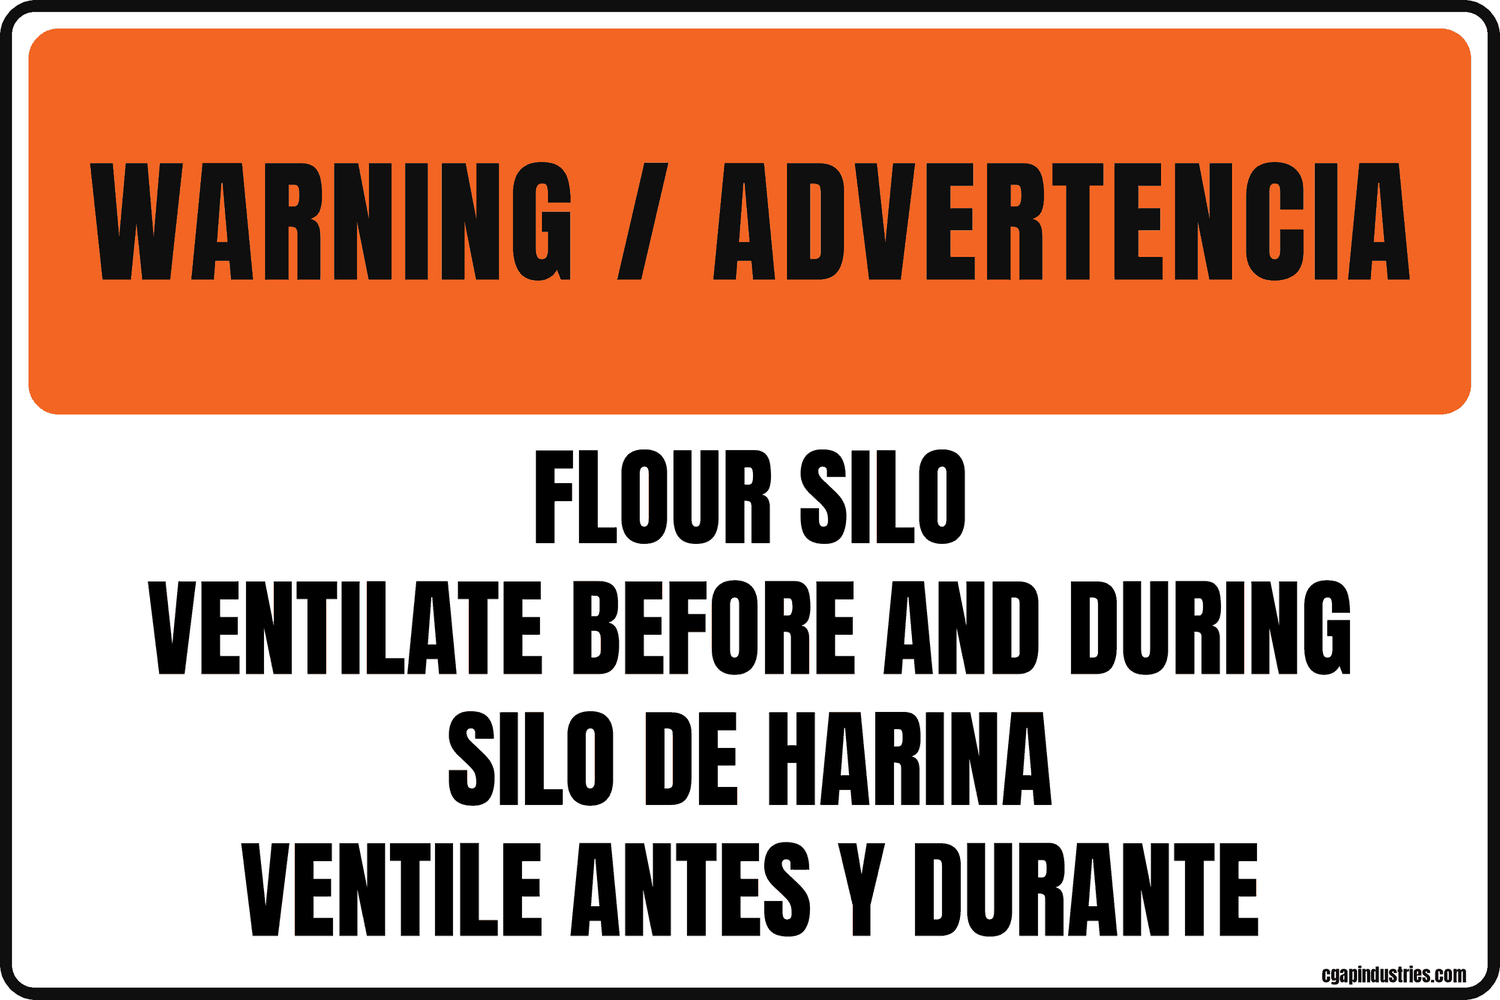 WARNING / ADVERTENCIA
FLOUR SILO
VENTILATE BEFORE AND DURING
SILO DE HARINA
VENTILE ANTES Y DURANTE
cgapindustries.com